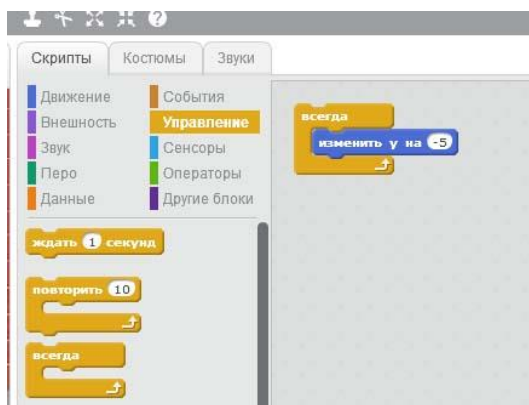 Скрипты Костюмы Звуки
Движение События
Внешность Управление
Звук Сенсоры
Перо Операторы
Данные Другие блоки
ждать 1 секунд
повторить 10
всегда
всегда
изменить y на -5